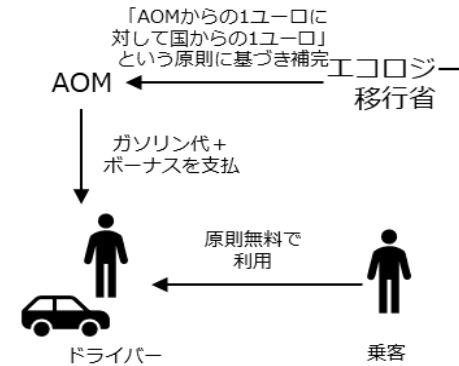 「AOMからの1ユーロに
対して国からの1ユーロ」
という原則に基づき補完
エコロジー
移行省
AOM
ガソリン代＋
ボーナスを支払
原則無料で
利用
ドライバー
乗客